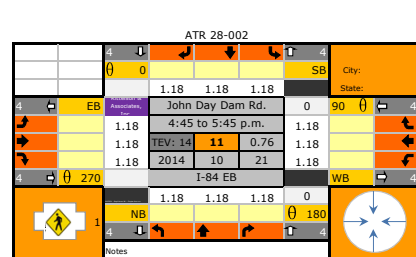 ATR 28-002
4 4
θ 0 SB
City:
State:
1.18 1.18 1.18
4 EB
Associates,
John Day Dam Rd.
0
90 θ 4
1.18
4:45 to 5:45 p.m.
1.18
1.18
TEV: 14 11 0.76
1.18
1.18
2014 10 21
1.18
4 θ 270
I-84 EB
WB 4
1.18 1.18 1.18
0
NB
θ 180
1
4 4
Notes